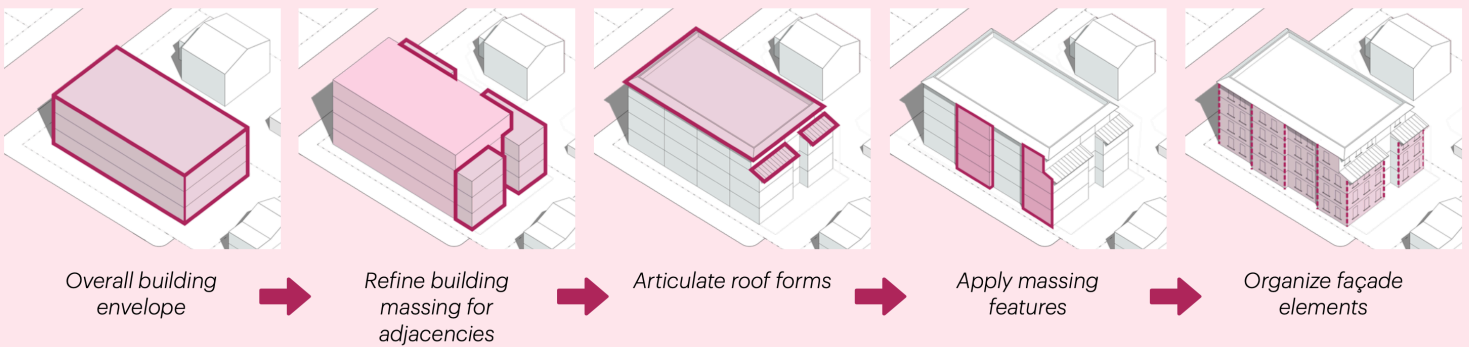 Overall building
envelope
Refine building
massing for
adjacencies
Articulate roof forms
Apply massing
features
Organize façade
elements